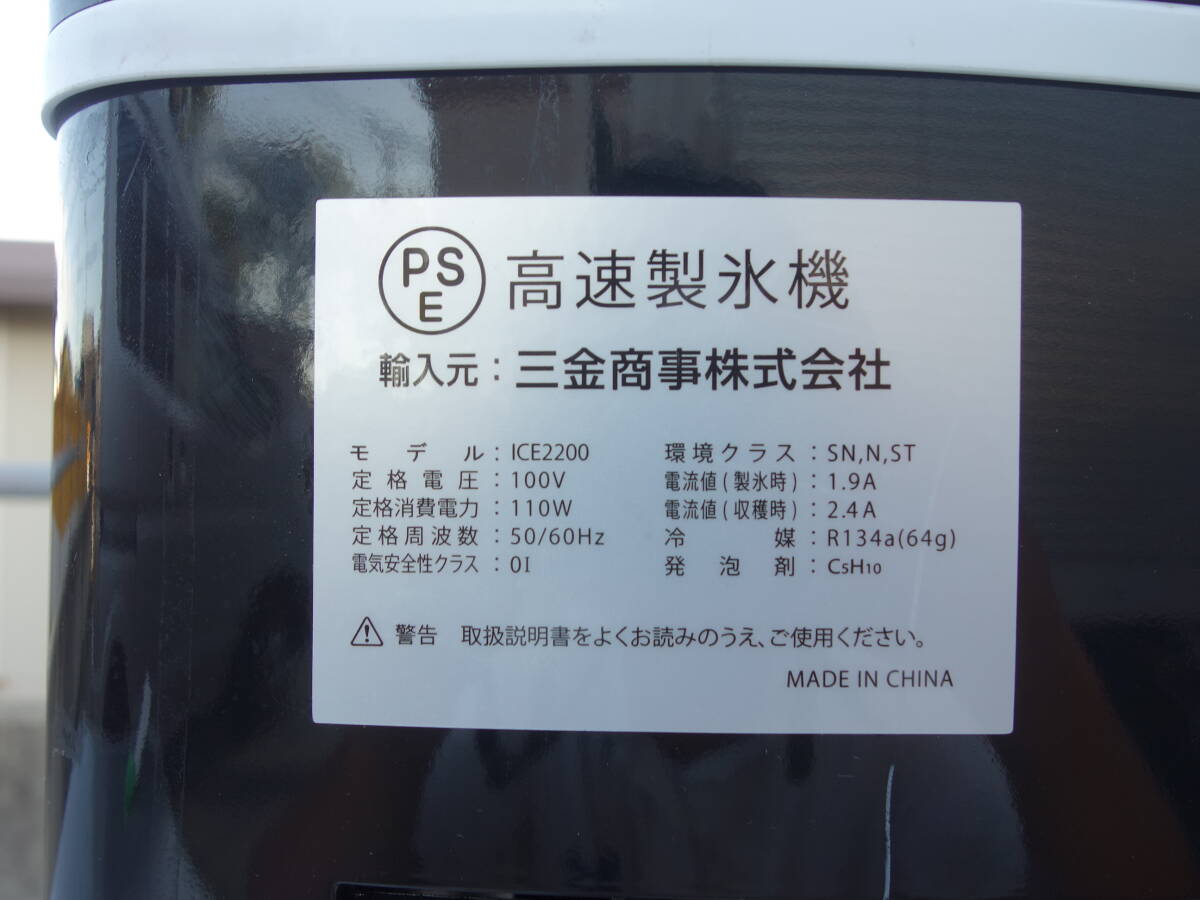 PSE 高速製氷機
輸入元：三金商事株式会社
モデル：ICE2200
定格電圧：100V
定格消費電力：110W
定格周波数：50/60Hz
電気安全性クラス：0I
環境クラス：SN,N,ST
電流値(製氷時)：1.9A
電流値(収穫時)：2.4A
冷媒：R134a(64g)
発泡剤：C₅H₁₀
警告 取扱説明書をよくお読みのうえ、ご使用ください。
MADE IN CHINA